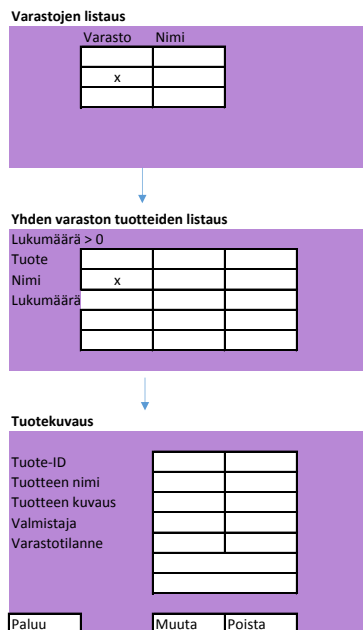 Varastojen listaus
Varasto Nimi
x
Yhden varaston tuotteiden listaus
Lukumäärä > 0
Tuote
Nimi x
Lukumäärä
Tuotekuvaus
Tuote-ID
Tuotteen nimi
Tuotteen kuvaus
Valmistaja
Varastotilanne
Paluu Muuta Poista